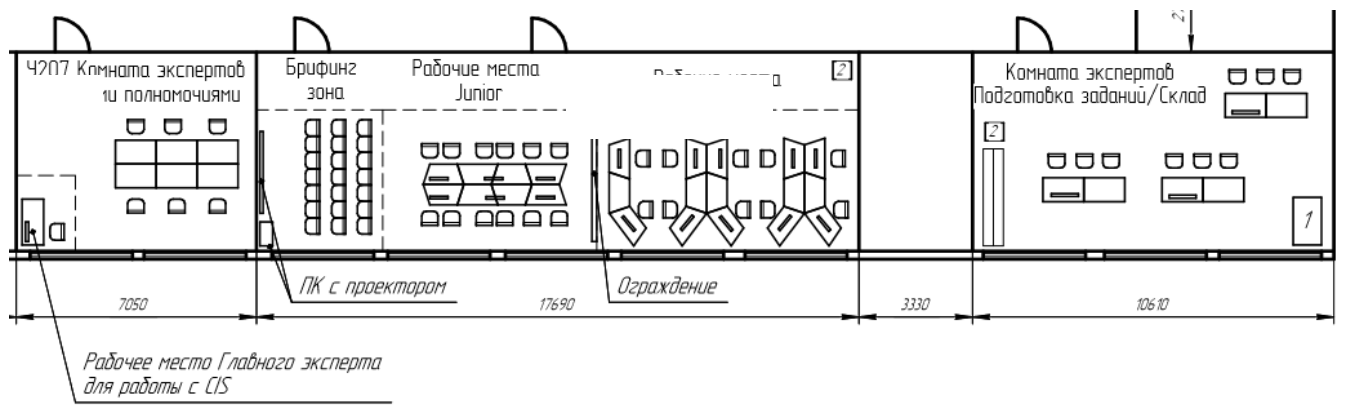 4207 Комната экспертов
полномочиями
Брифинг
зона
Рабочие места
Junior
2
Комната экспертов
Подготовка заданий/Склад
2
1
ПК с проектором
Ограждение
7050
17690
3330
10610
Рабочее место Главного эксперта
для работы с CIS